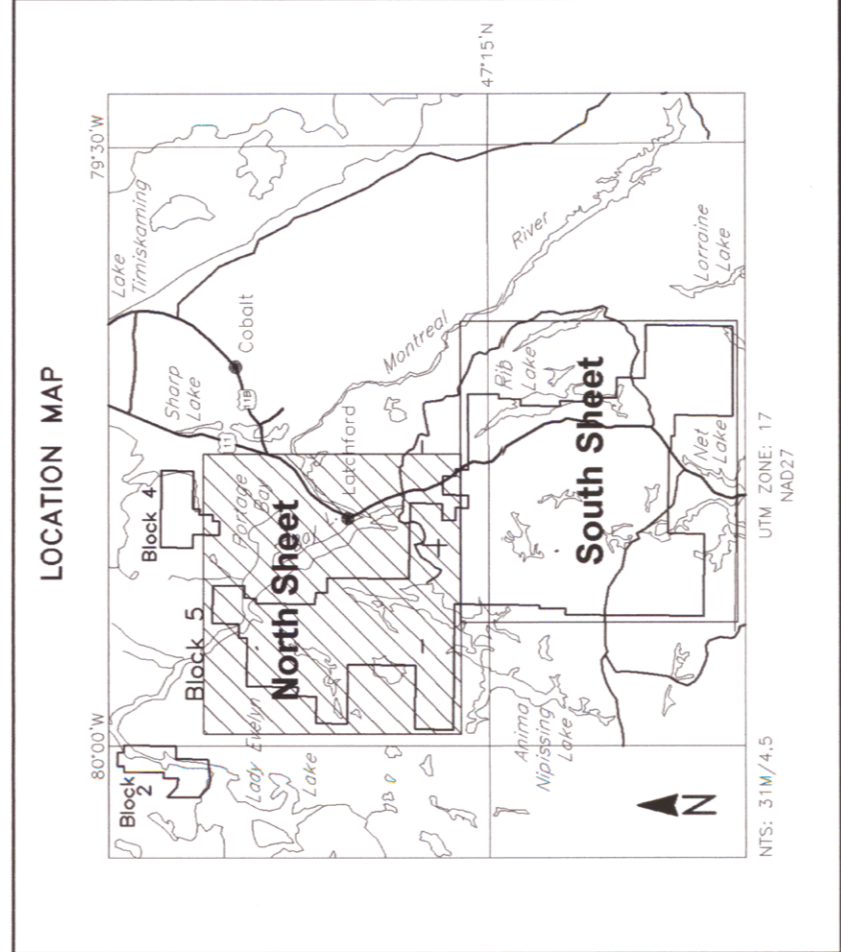 LOCATION MAP
80°00'W
79°30'W
Block
2
Block 4
Block 5
Lake
Timiskaming
Sharp
Lake
Cobalt
11
11B
Portage
Bay
Lady Evelyn
Lake
North Sheet
Latchford
Montreal
River
47°15'N
Anima
Nipissing
Lake
Rib
Lake
South Sheet
Net
Lake
Lorraine
Lake
N
NTS: 31M/4,5
UTM ZONE: 17
NAD27